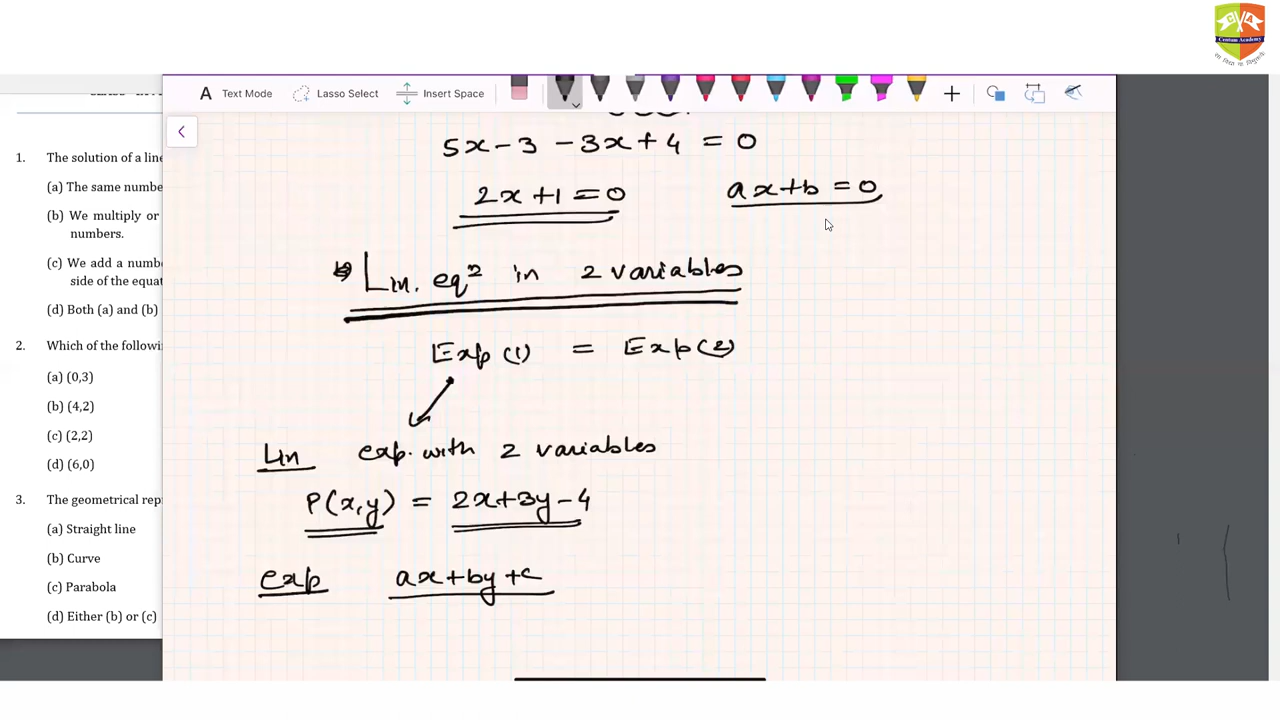 CVA
Centum Academy
Text Mode
Lasso Select
Insert Space
1. The solution of a line
(a) The same numbe
(b) We multiply or
numbers.
(c) We add a numb
side of the equat
(d) Both (a) and (b)
2. Which of the followi
(a) (0,3)
(b) (4,2)
(c) (2,2)
(d) (6,0)
3. The geometrical repr
(a) Straight line
(b) Curve
(c) Parabola
(d) Either (b) or (c)
5x - 3 - 3x + 4 = 0
2x + 1 = 0
ax + b = 0
Lin. eqn in 2 variables
Exp (1) = Exp (2)
Lin exp. with 2 variables
P(x,y) = 2x + 3y - 4
exp ax + by + c